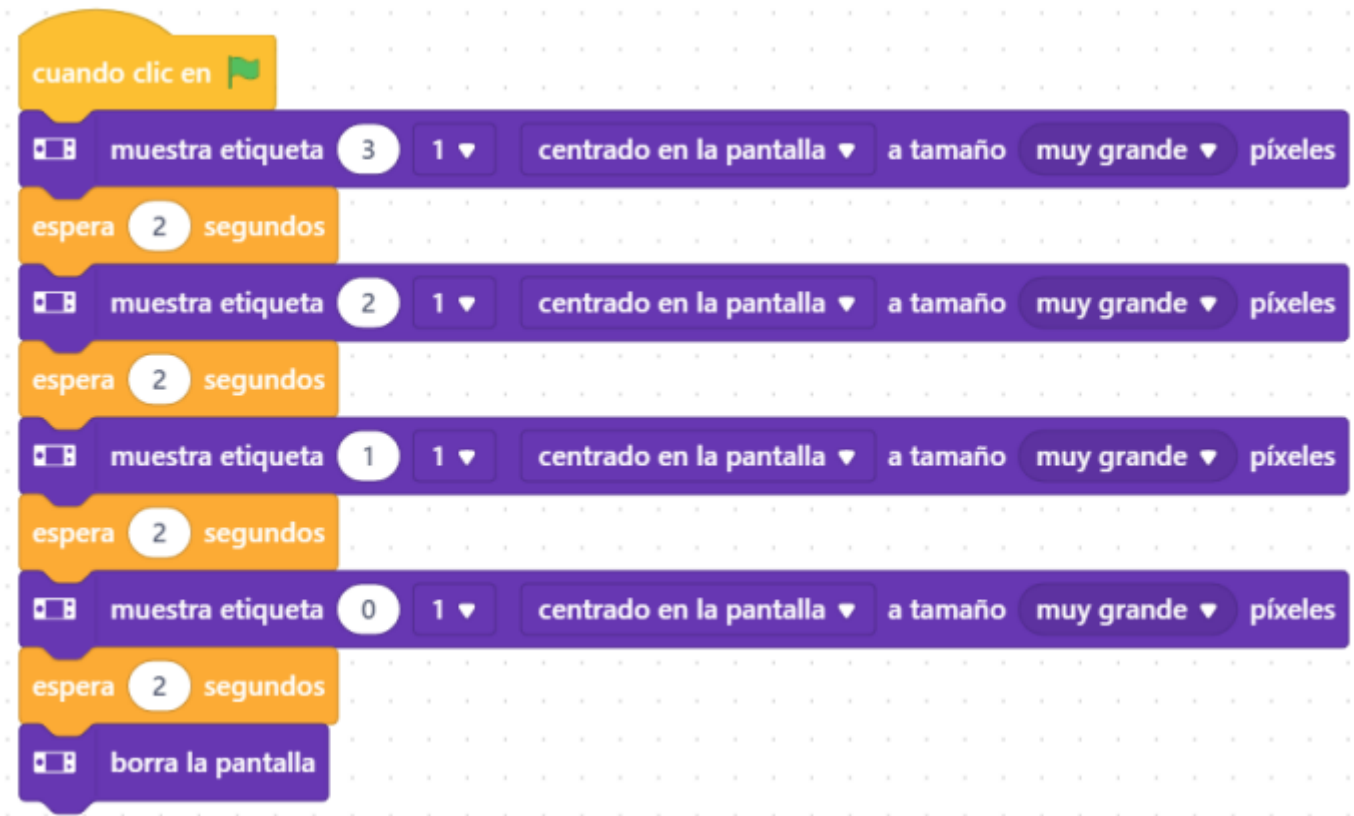 cuando clic en
muestra etiqueta 3 1 centrado en la pantalla a tamaño muy grande píxeles
espera 2 segundos
muestra etiqueta 2 1 centrado en la pantalla a tamaño muy grande píxeles
espera 2 segundos
muestra etiqueta 1 1 centrado en la pantalla a tamaño muy grande píxeles
espera 2 segundos
muestra etiqueta 0 1 centrado en la pantalla a tamaño muy grande píxeles
espera 2 segundos
borra la pantalla